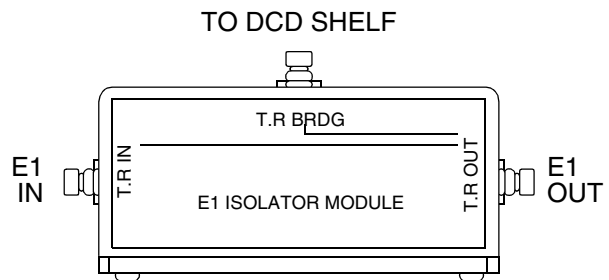 TO DCD SHELF
T.R BRDG
E1
IN
T.R IN
E1 ISOLATOR MODULE
T.R OUT
E1
OUT